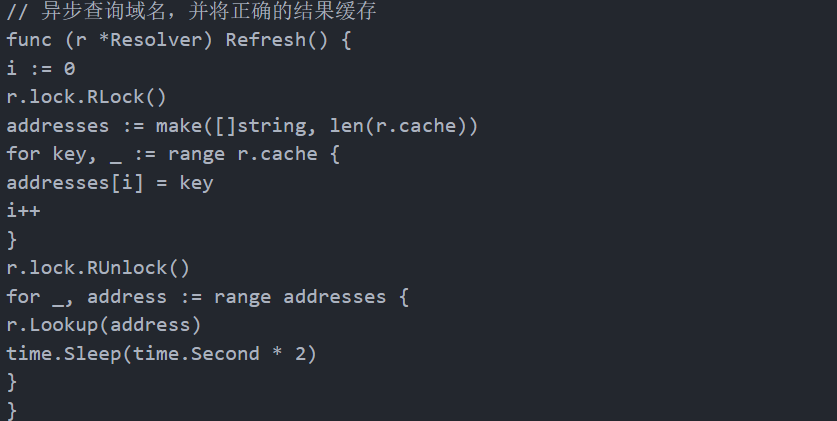 // 异步查询域名，并将正确的结果缓存
func (r *Resolver) Refresh() {
i := 0
r.lock.RLock()
addresses := make([]string, len(r.cache))
for key, _ := range r.cache {
addresses[i] = key
i++
}
r.lock.RUnlock()
for _, address := range addresses {
r.Lookup(address)
time.Sleep(time.Second * 2)
}
}